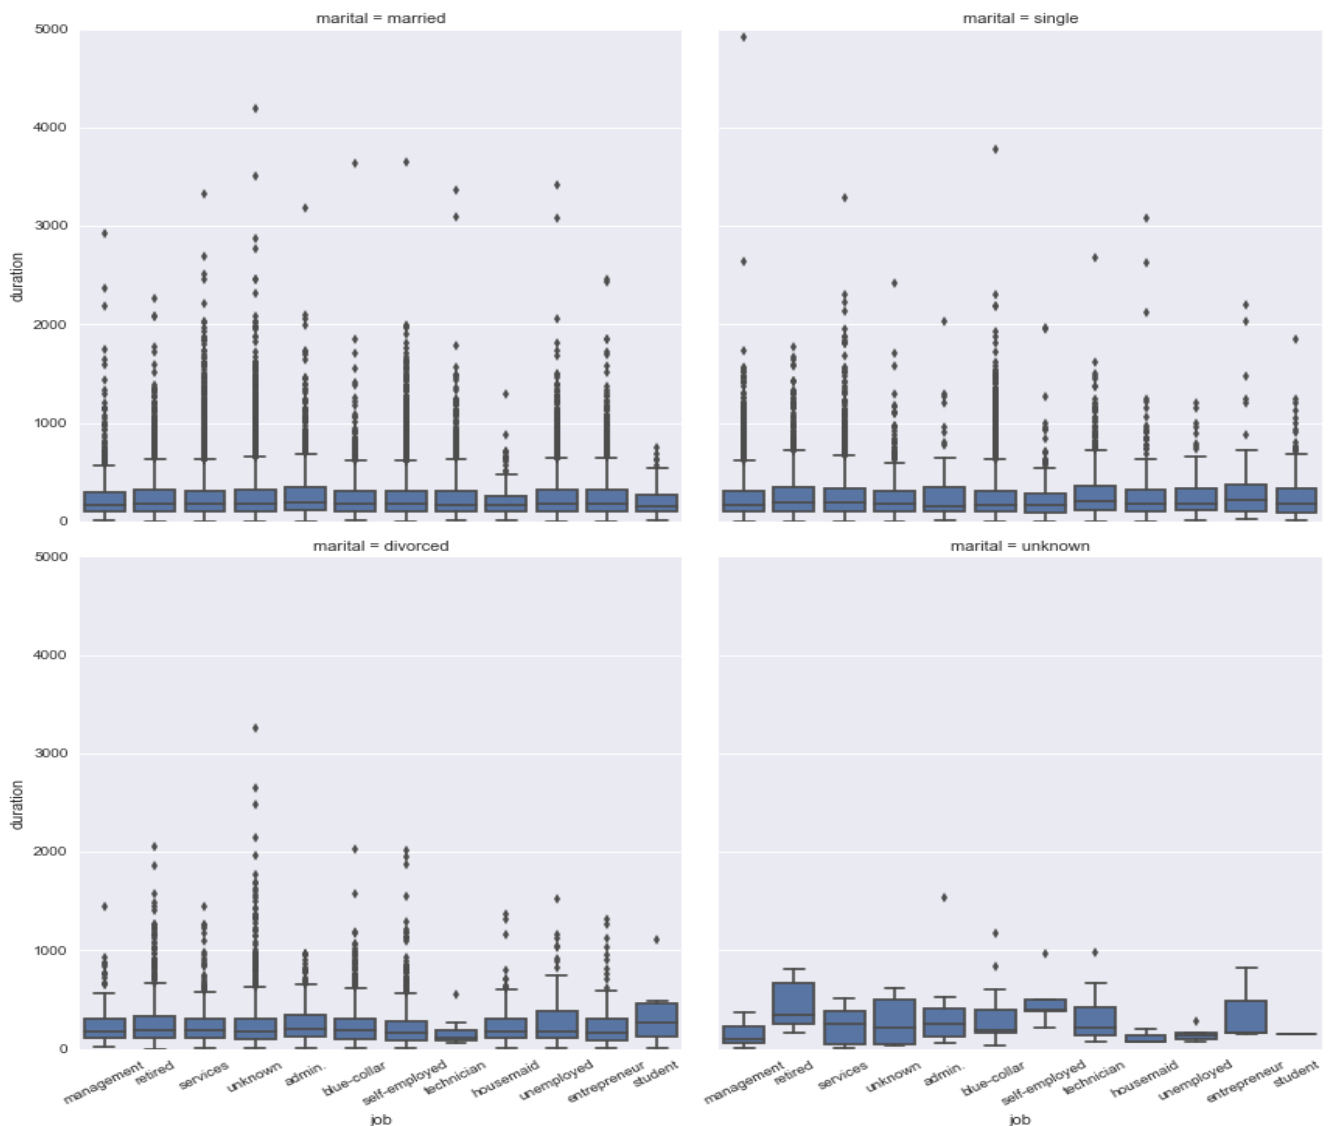 marital = married
marital = single
5000
4000
3000
2000
1000
0
duration
marital = divorced
marital = unknown
5000
4000
3000
2000
1000
0
duration
management
retired
services
unknown
admin.
blue-collar
self-employed
technician
housemaid
unemployed
entrepreneur
student
job
management
retired
services
unknown
admin.
blue-collar
self-employed
technician
housemaid
unemployed
entrepreneur
student
job